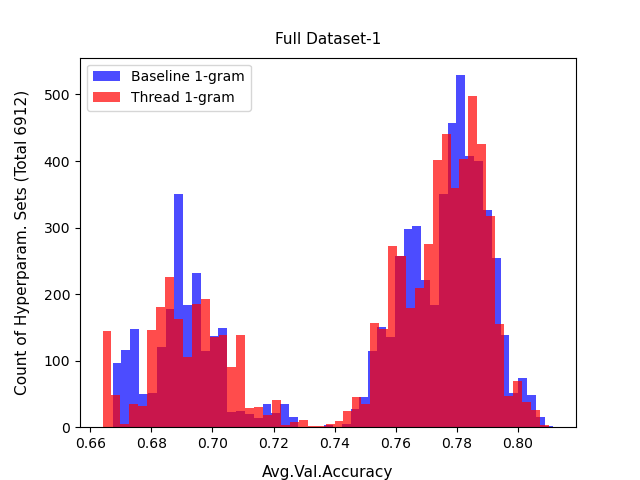 Full Dataset-1
Baseline 1-gram
Thread 1-gram
Count of Hyperparam. Sets (Total 6912)
500
400
300
200
100
0
0.66 0.68 0.70 0.72 0.74 0.76 0.78 0.80
Avg.Val.Accuracy